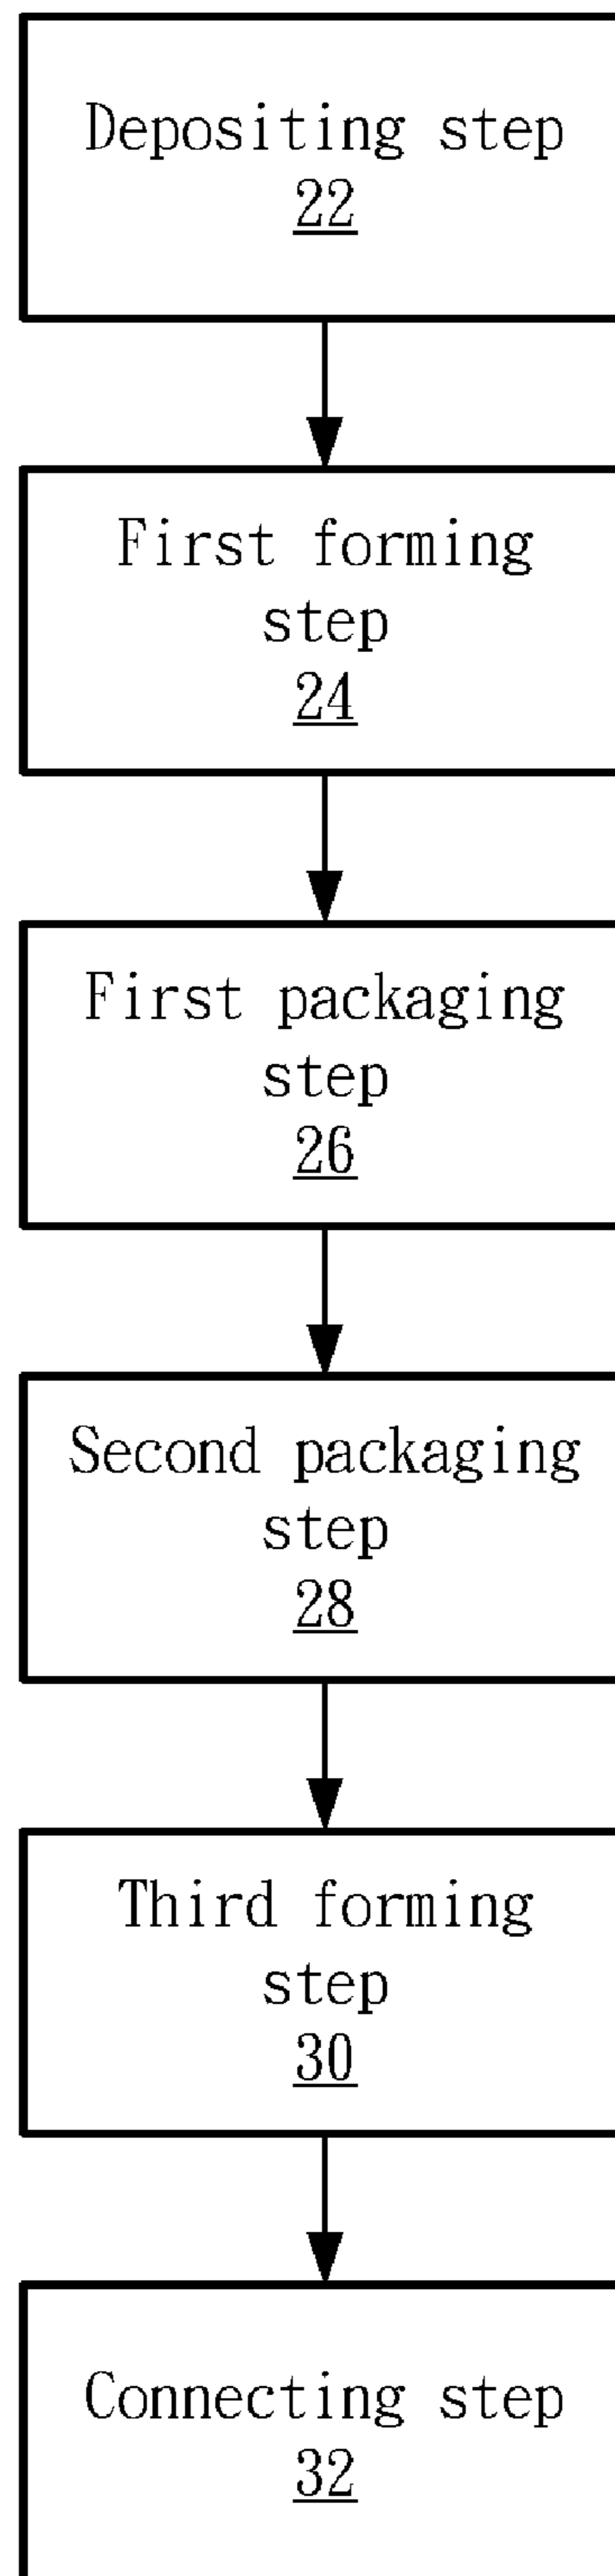 Depositing step
22
First forming
step
24
First packaging
step
26
Second packaging
step
28
Third forming
step
30
Connecting step
32